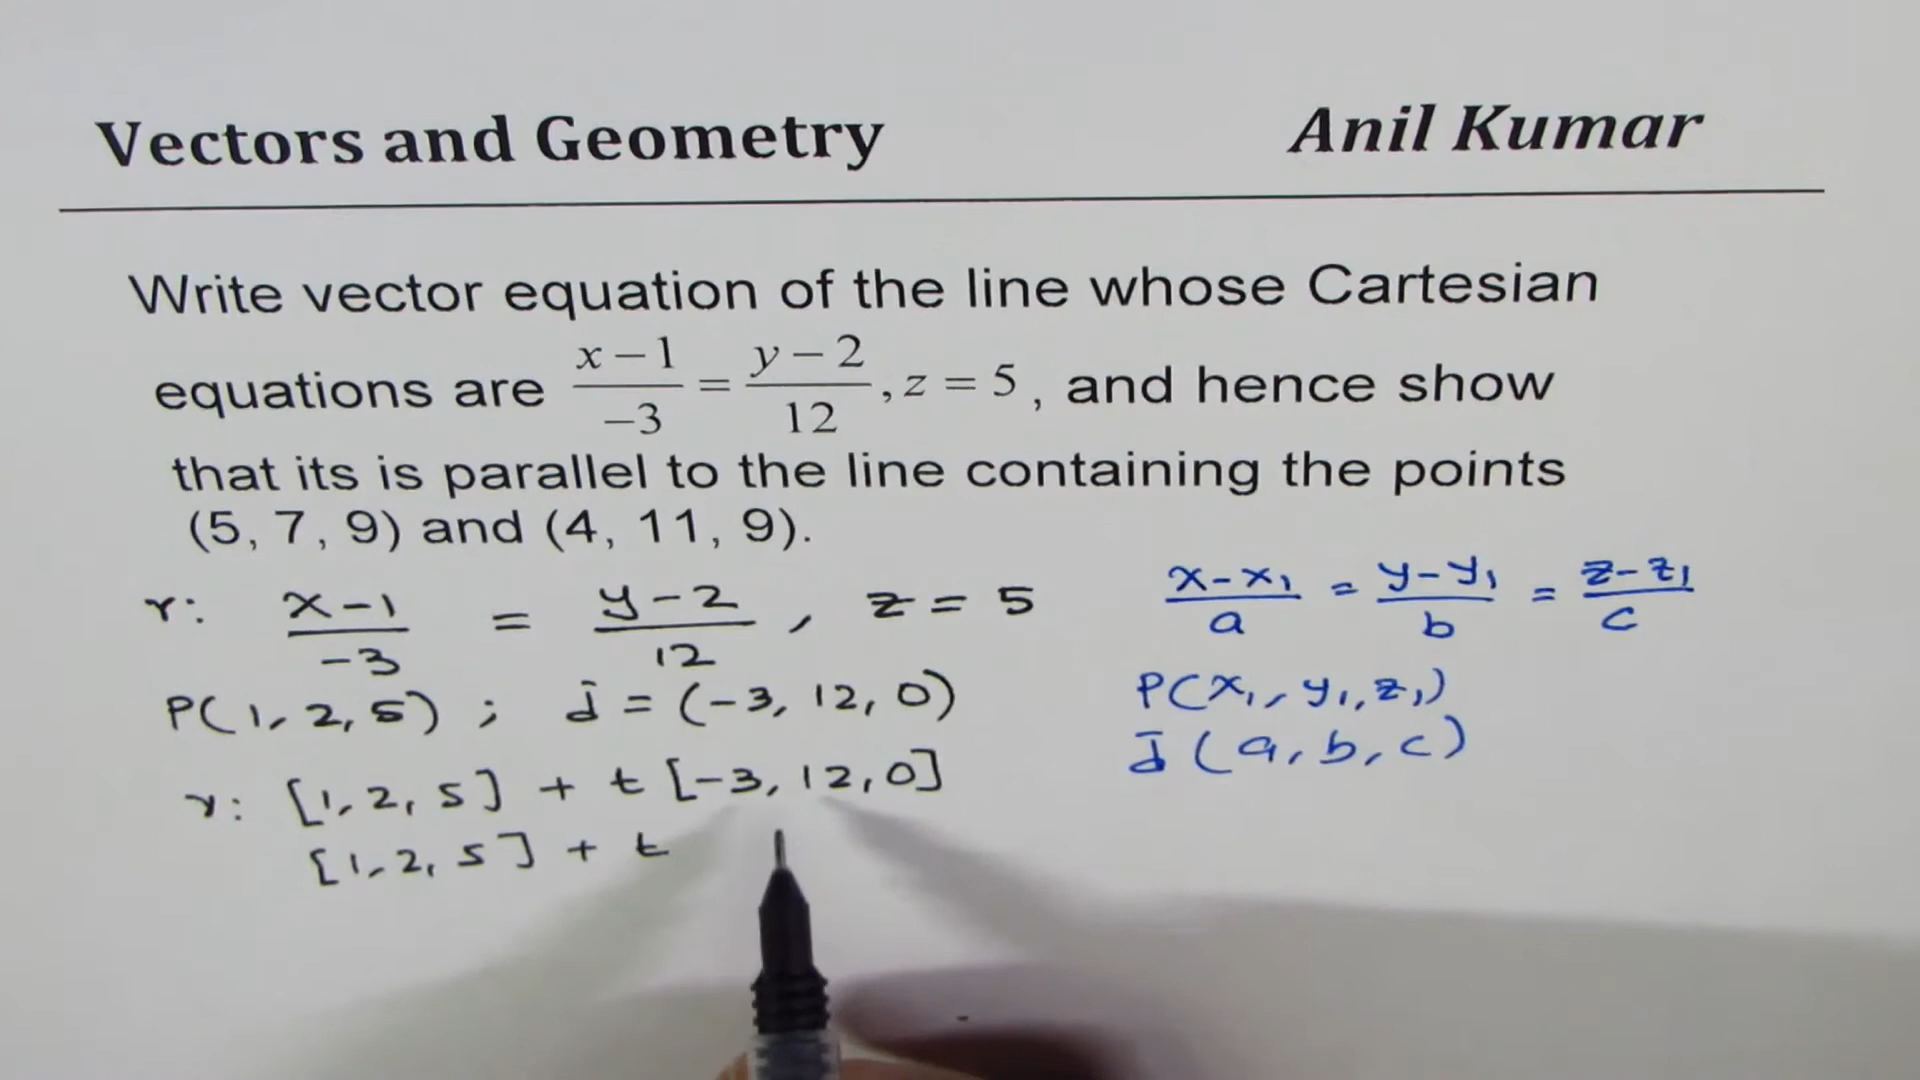 Vectors and Geometry Anil Kumar
Write vector equation of the line whose Cartesian
equations are (x − 1)/(−3) = (y − 2)/12 , z = 5 , and hence show
that its is parallel to the line containing the points
(5, 7, 9) and (4, 11, 9).
r: (x − 1)/(−3) = (y − 2)/12 , z = 5
P(1, 2, 5) ; d̄ = (−3, 12, 0)
r: [1, 2, 5] + t [−3, 12, 0]
[1, 2, 5] + t
(x − x₁)/a = (y − y₁)/b = (z − z₁)/c
P(x₁, y₁, z₁)
d̄ (a, b, c)